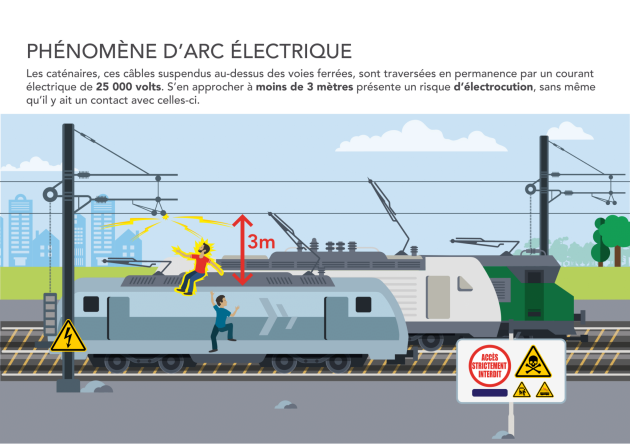 PHÉNOMÈNE D’ARC ÉLECTRIQUE
Les caténaires, ces câbles suspendus au-dessus des voies ferrées, sont traversées en permanence par un courant
électrique de 25 000 volts. S’en approcher à moins de 3 mètres présente un risque d’électrocution, sans même
qu’il y ait un contact avec celles-ci.
3m
ACCÈS
STRICTEMENT
INTERDIT